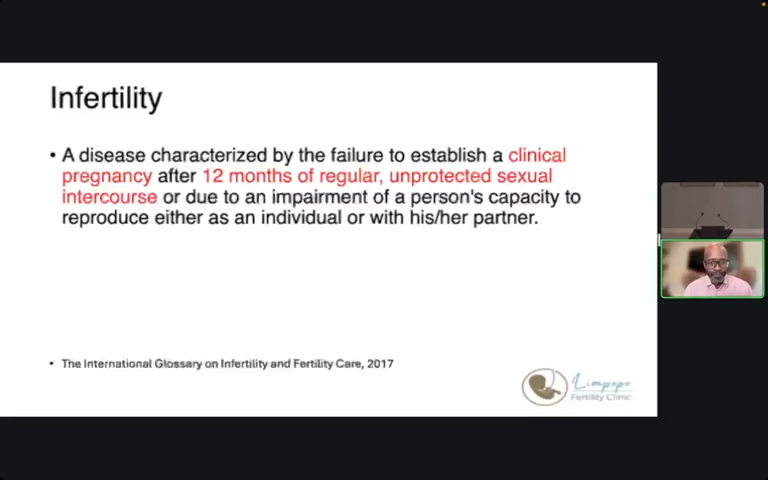 Infertility
• A disease characterized by the failure to establish a clinical
pregnancy after 12 months of regular, unprotected sexual
intercourse or due to an impairment of a person's capacity to
reproduce either as an individual or with his/her partner.
• The International Glossary on Infertility and Fertility Care, 2017
Limpopo
Fertility Clinic